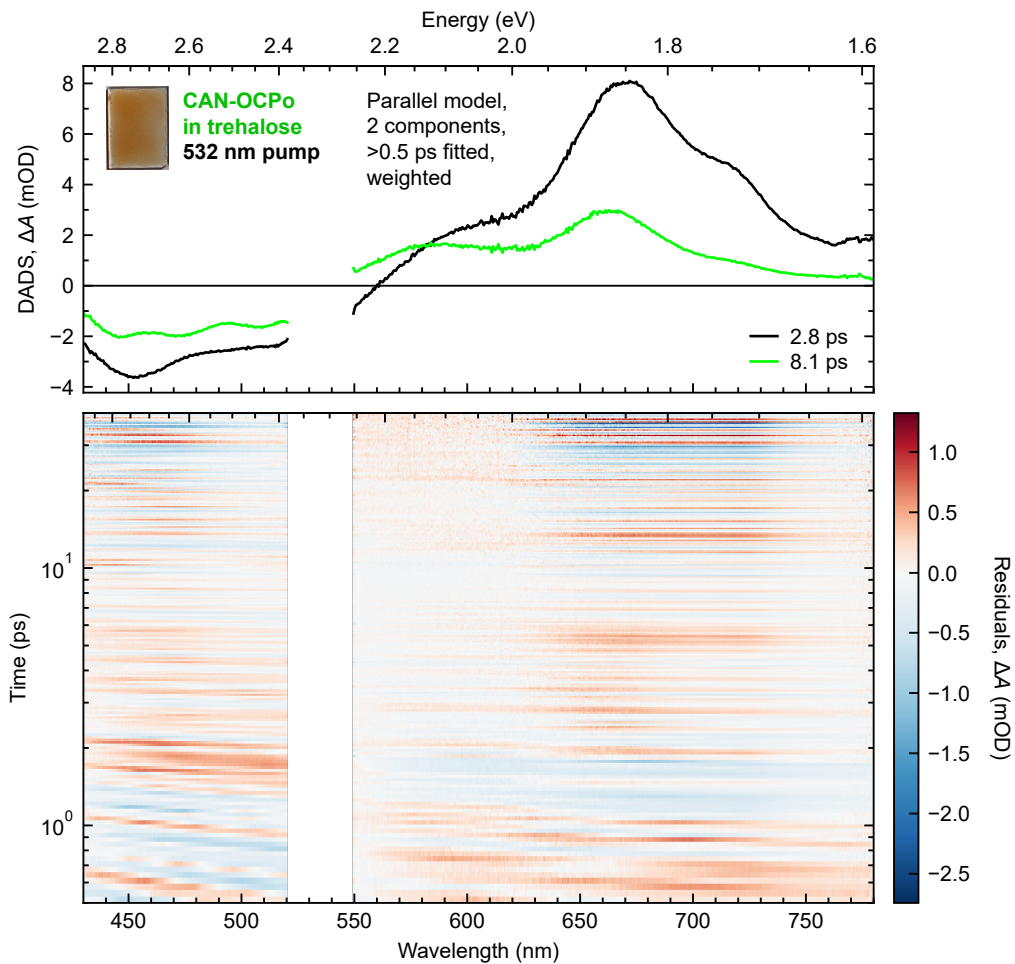 Energy (eV)
2.8 2.6 2.4 2.2 2.0 1.8 1.6
DADS, ΔA (mOD)
8
6
4
2
0
−2
−4
CAN-OCPo
in trehalose
532 nm pump
Parallel model,
2 components,
>0.5 ps fitted,
weighted
2.8 ps
8.1 ps
Time (ps)
10¹
10⁰
450 500 550 600 650 700 750
Wavelength (nm)
1.0
0.5
0.0
−0.5
−1.0
−1.5
−2.0
−2.5
Residuals, ΔA (mOD)